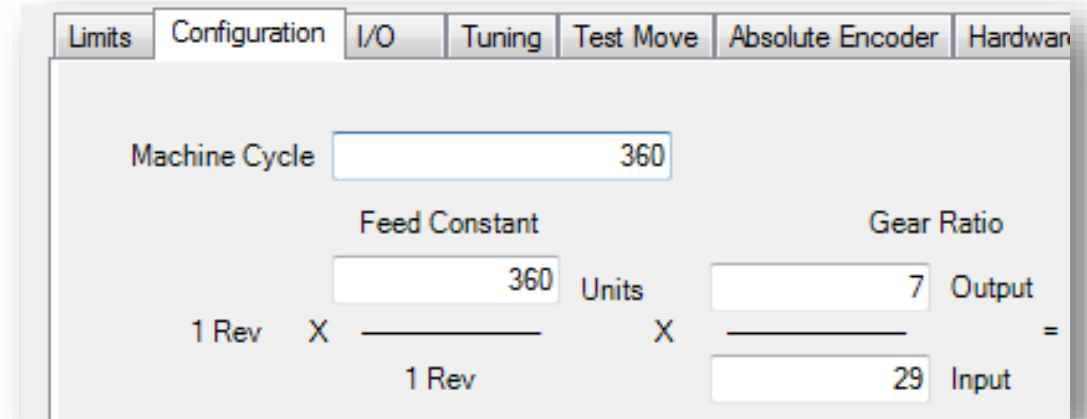 Limits Configuration I/O Tuning Test Move Absolute Encoder
Machine Cycle 360
Feed Constant Gear Ratio
360 Units 7 Output
1 Rev X X =
1 Rev 29 Input